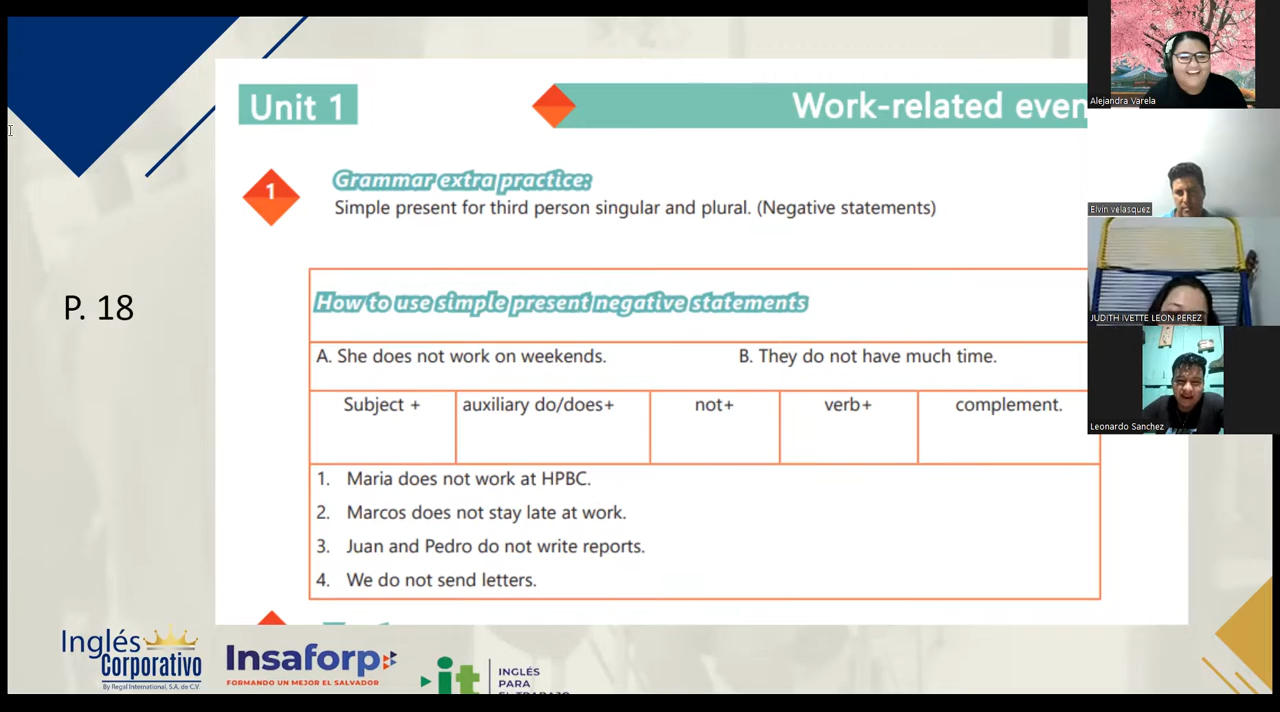 Unit 1
Work-related even
1
Grammar extra practice:
Simple present for third person singular and plural. (Negative statements)
P. 18
How to use simple present negative statements
A. She does not work on weekends.
B. They do not have much time.
Subject +
auxiliary do/does+
not+
verb+
complement.
1. Maria does not work at HPBC.
2. Marcos does not stay late at work.
3. Juan and Pedro do not write reports.
4. We do not send letters.
Inglés
Corporativo
By Regal International, S.A. de C.V.
Insaforp
FORMANDO UN MEJOR EL SALVADOR
it
INGLÉS
PARA
EL TRABAJO
Alejandra Varela
Elvin velasquez
JUDITH IVETTE LEON PEREZ
Leonardo Sanchez